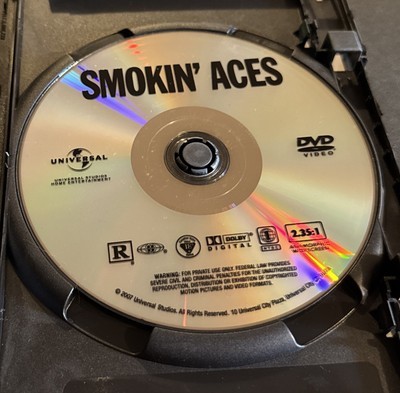 SMOKIN' ACES
UNIVERSAL
UNIVERSAL STUDIOS
HOME ENTERTAINMENT
DVD
VIDEO
R
DOLBY
DIGITAL
2.35:1
ANAMORPHIC
WIDESCREEN
WARNING: FOR PRIVATE USE ONLY. FEDERAL LAW PROVIDES
SEVERE CIVIL AND CRIMINAL PENALTIES FOR THE UNAUTHORIZED
REPRODUCTION, DISTRIBUTION OR EXHIBITION OF COPYRIGHTED
MOTION PICTURES AND VIDEO FORMATS.
© 2007 Universal Studios. All Rights Reserved. 10 Universal City Plaza, Universal City